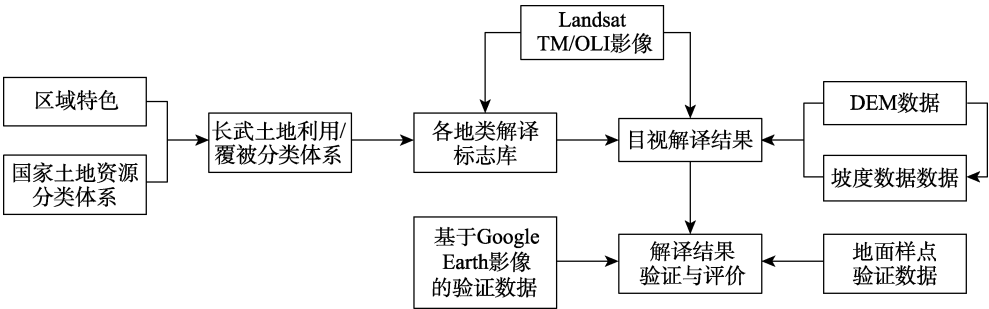 Landsat
TM/OLI影像
区域特色
国家土地资源
分类体系
长武土地利用/
覆被分类体系
各地类解译
标志库
目视解译结果
DEM数据
坡度数据数据
基于Google
Earth影像
的验证数据
解译结果
验证与评价
地面样点
验证数据